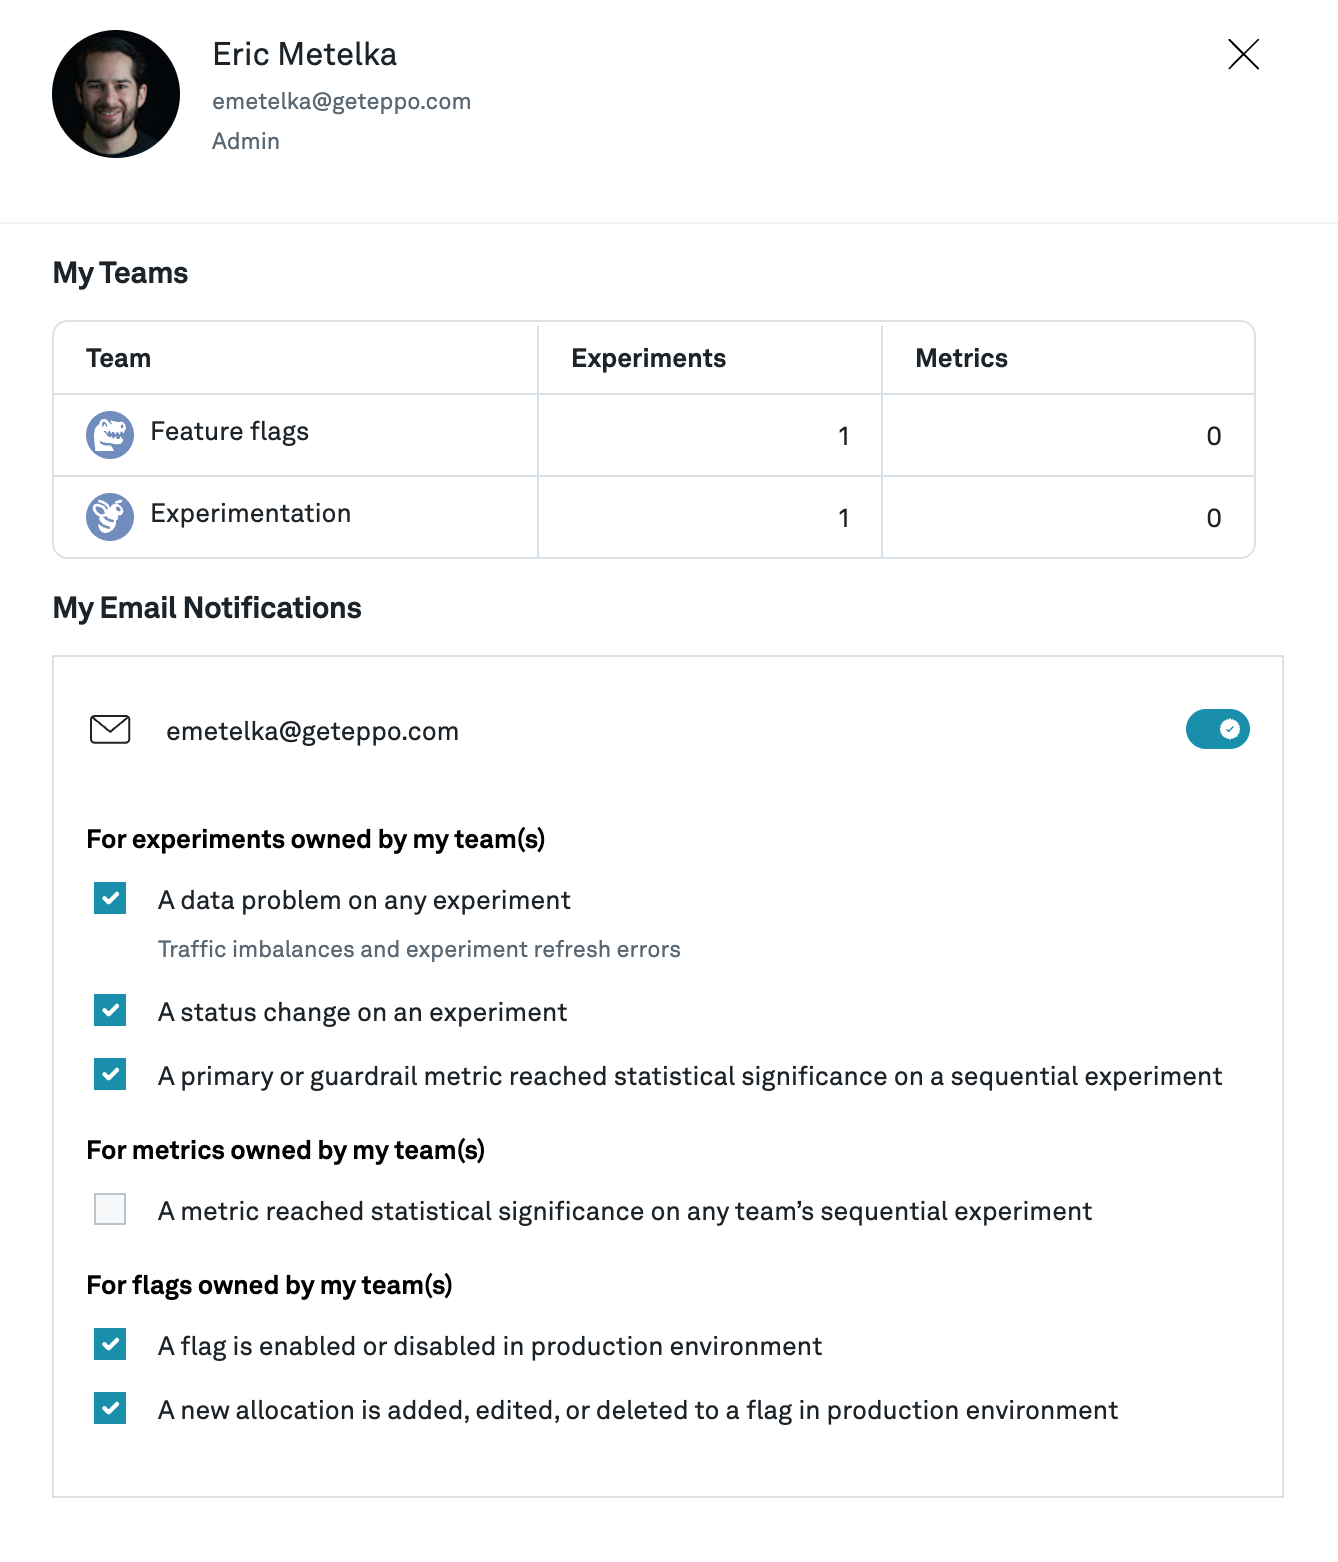 Eric Metelka
emetelka@geteppo.com
Admin
My Teams
Team Experiments Metrics
Feature flags 1 0
Experimentation 1 0
My Email Notifications
emetelka@geteppo.com
For experiments owned by my team(s)
A data problem on any experiment
Traffic imbalances and experiment refresh errors
A status change on an experiment
A primary or guardrail metric reached statistical significance on a sequential experiment
For metrics owned by my team(s)
A metric reached statistical significance on any team’s sequential experiment
For flags owned by my team(s)
A flag is enabled or disabled in production environment
A new allocation is added, edited, or deleted to a flag in production environment